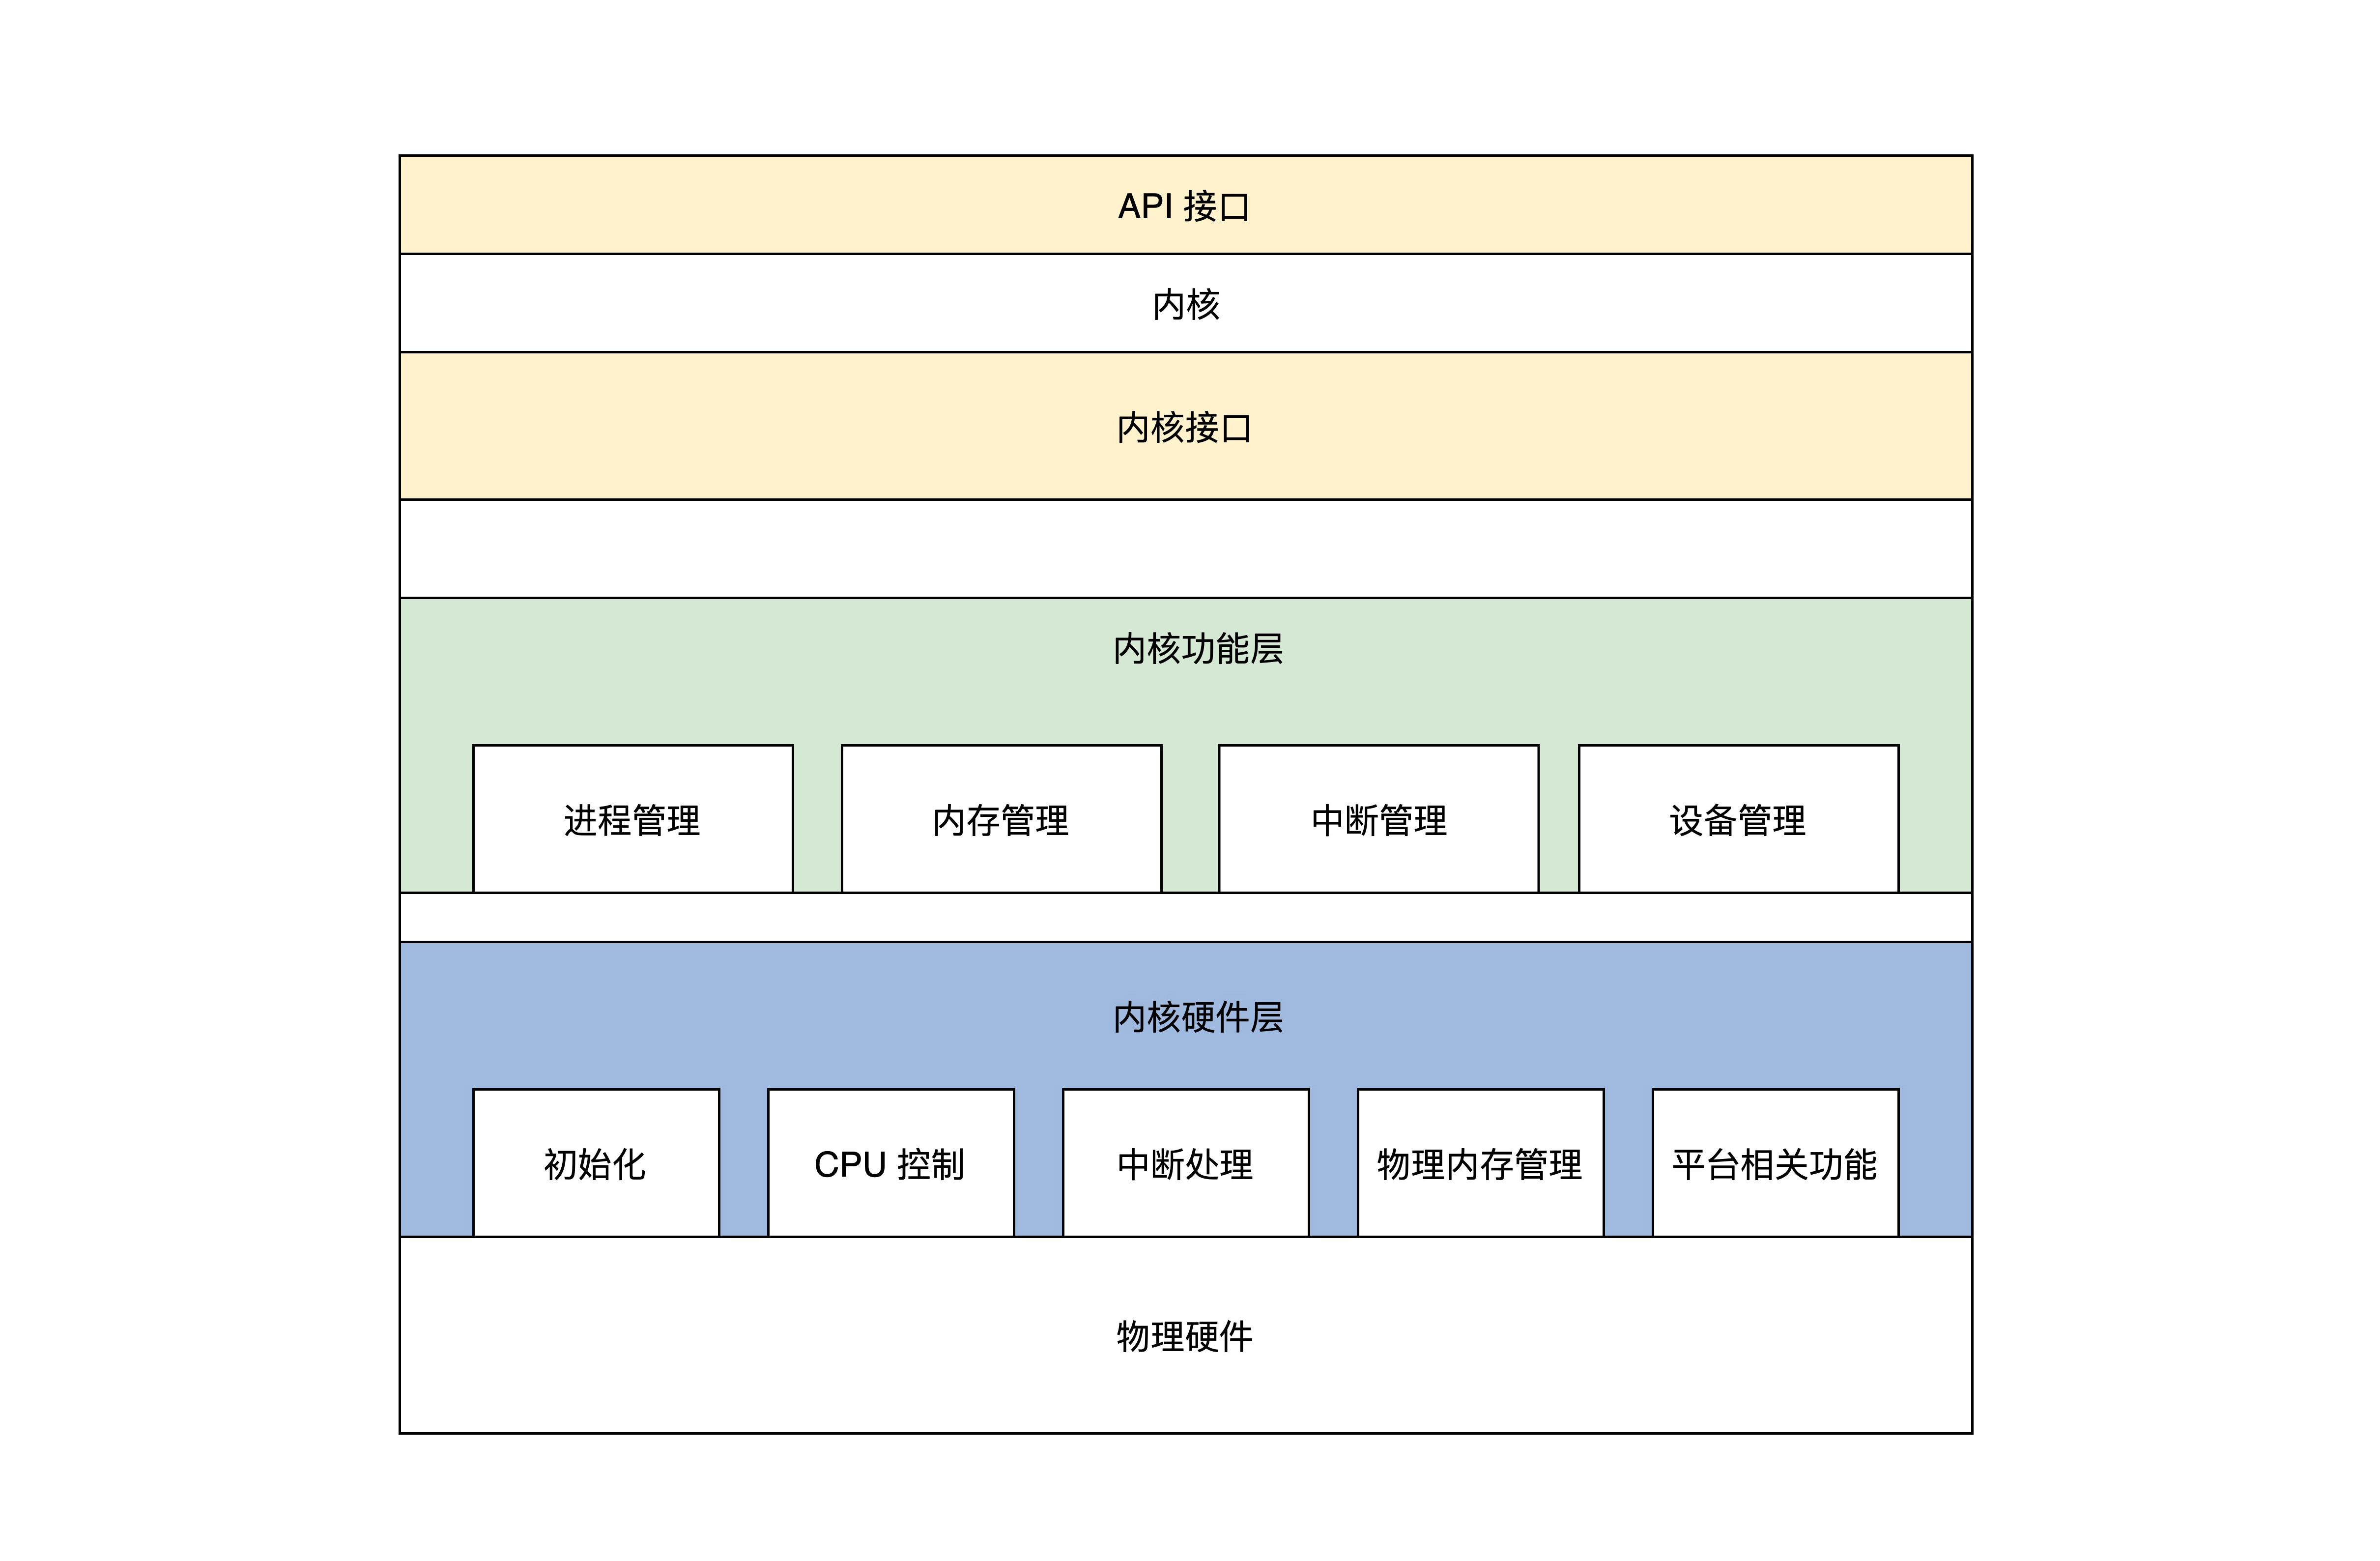 API 接口
内核
内核接口
内核功能层
进程管理
内存管理
中断管理
设备管理
内核硬件层
初始化
CPU 控制
中断处理
物理内存管理
平台相关功能
物理硬件